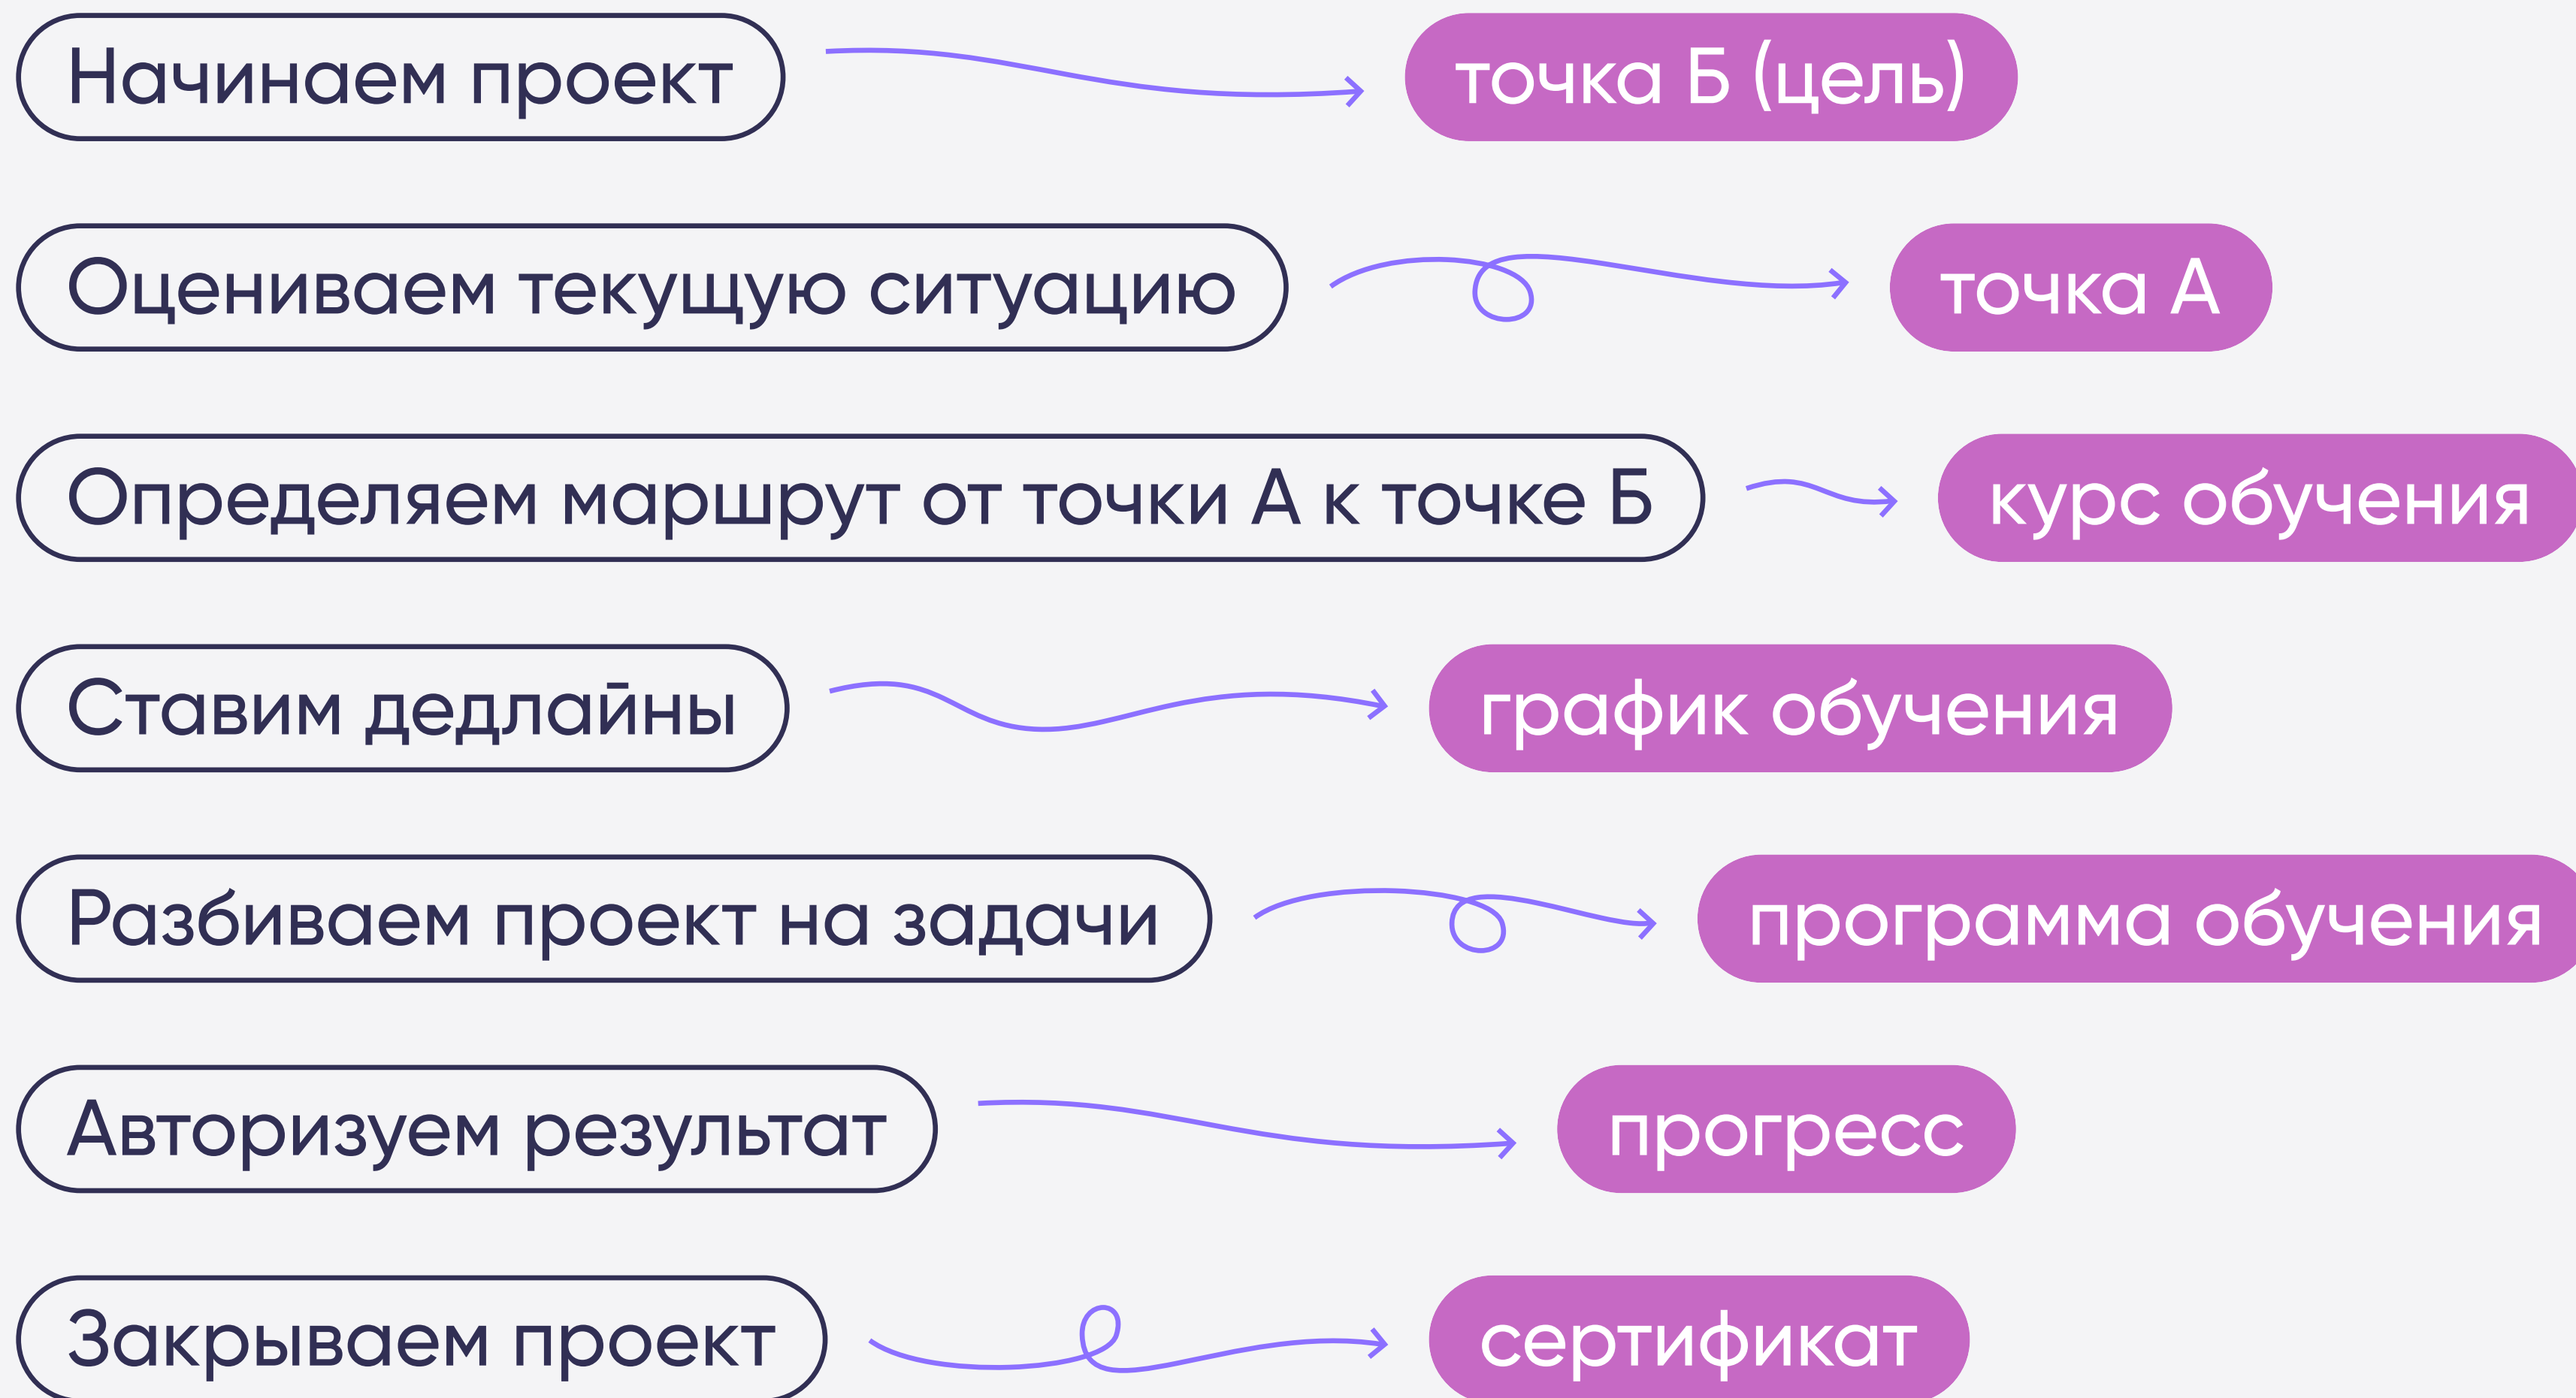 Начинаем проект
точка Б (цель)
Оцениваем текущую ситуацию
точка А
Определяем маршрут от точки А к точке Б
курс обучения
Ставим дедлайны
график обучения
Разбиваем проект на задачи
программа обучения
Авторизуем результат
прогресс
Закрываем проект
сертификат